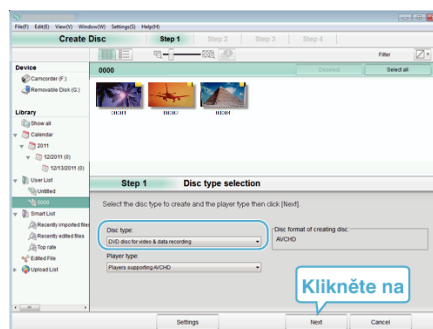 File(F) Edit(E) View(V) Window(W) Settings(S) Help(H)
Create Disc Step 1 Step 2 Step 3 Step 4
Filter
Device
Camcorder (F:)
Removable Disk (G:)
0000 Deselect Select all
Library
Show all
Calendar
2011
12/2011 (0)
12/13/2011 (0)
User List
Untitled
0000
Smart List
Recently imported files
Recently edited files
Top rate
Edited File
Upload List
Step 1 Disc type selection
Select the disc type to create and the player type then click [Next].
Disc type:
DVD disc for video & data recording
Disc format of creating disc
AVCHD
Player type:
Players supporting AVCHD
Klikněte na
Settings Next Cancel